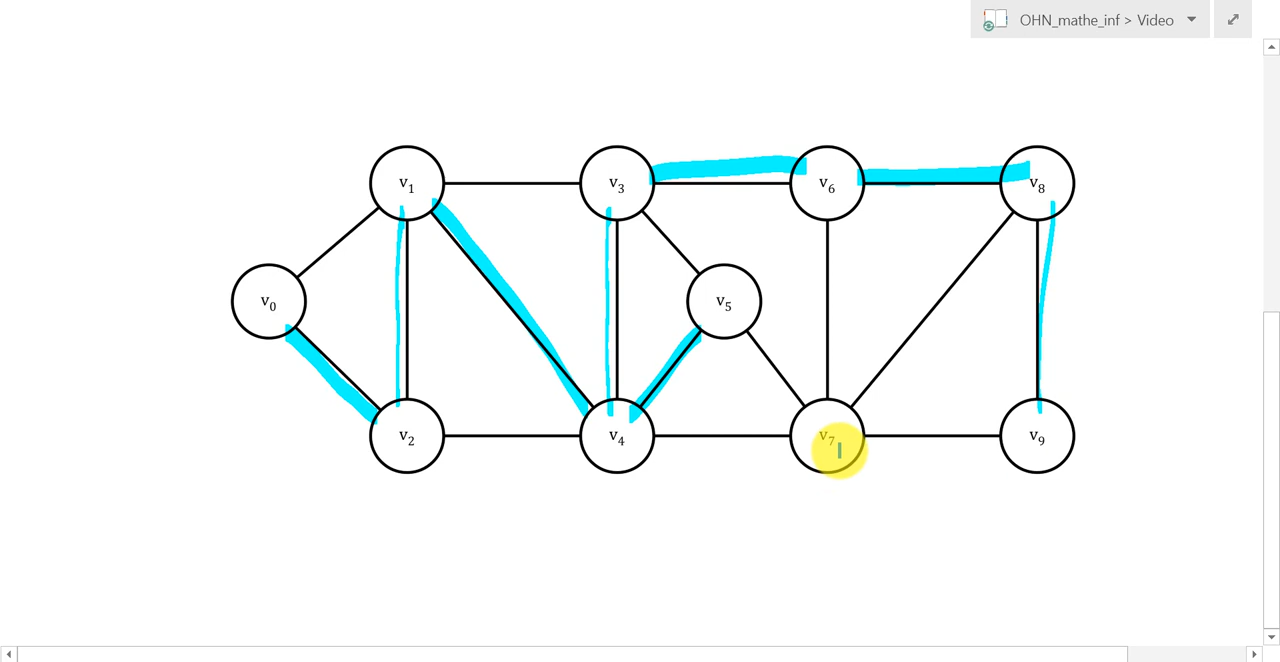 OHN_mathe_inf > Video
v₁
v₃
v₆
v₈
v₀
v₅
v₂
v₄
v₇
v₉